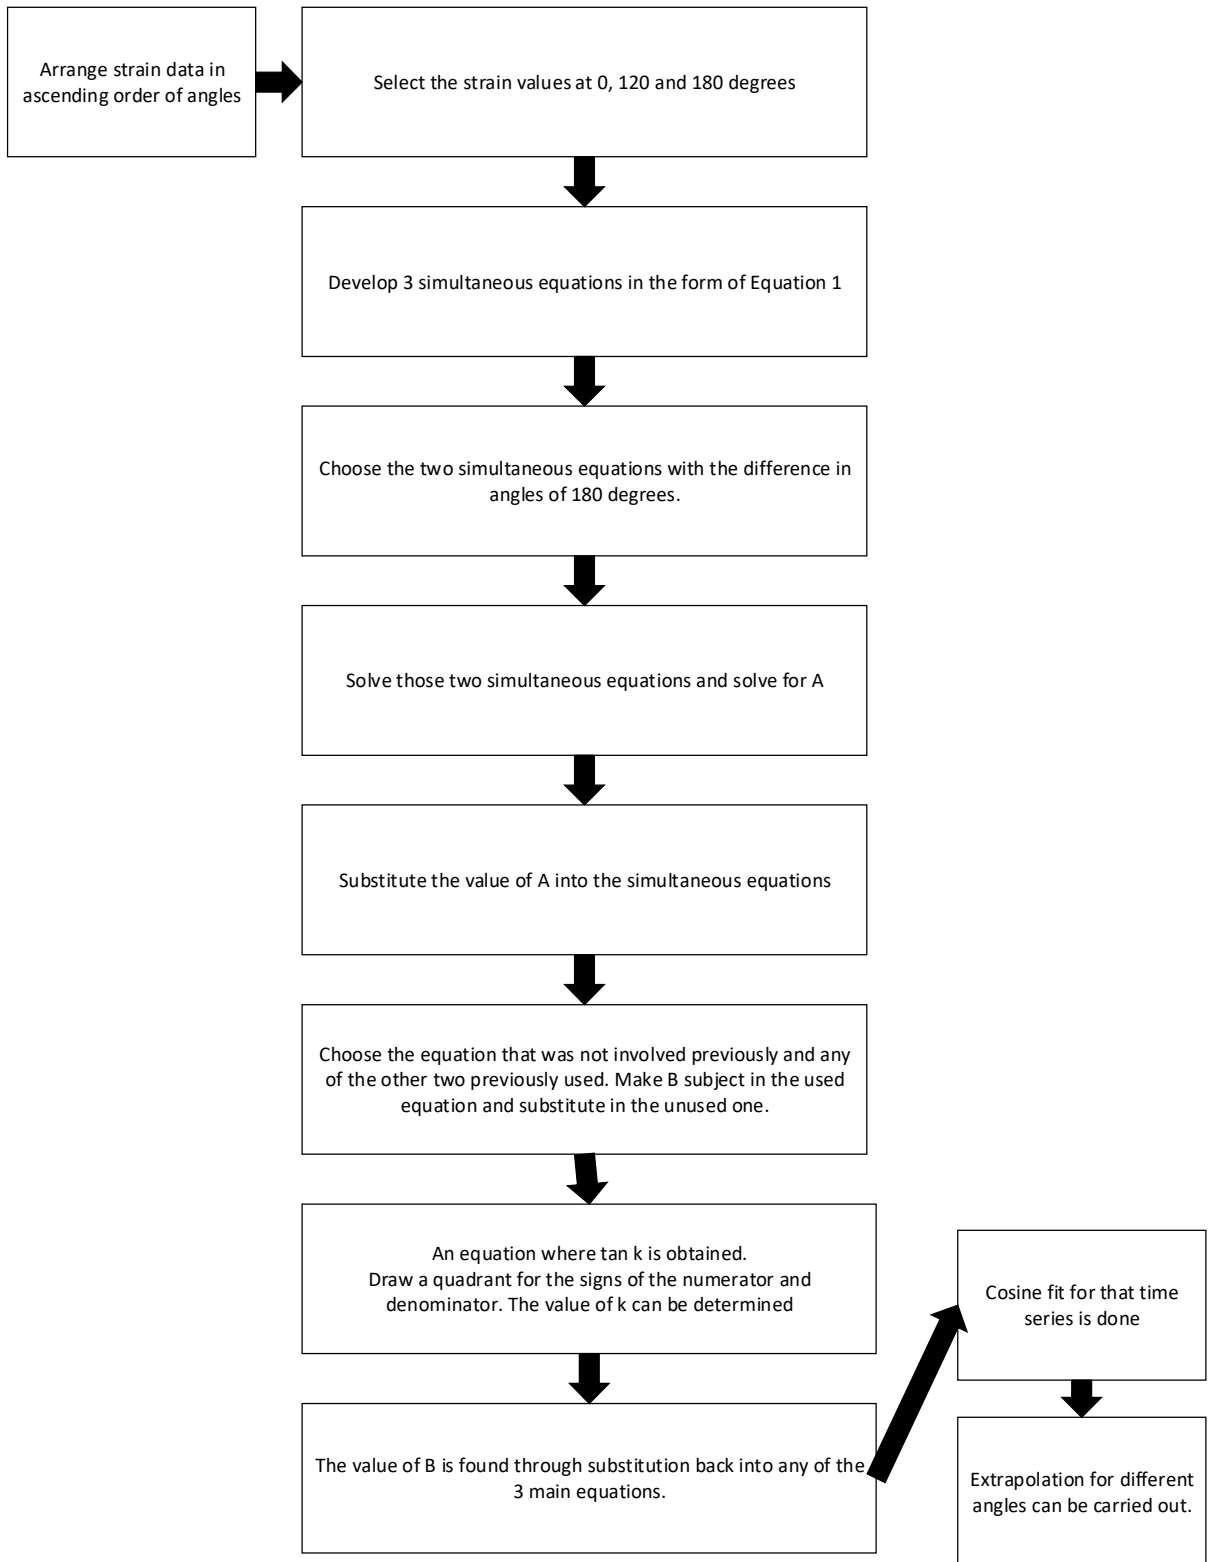 Arrange strain data in
ascending order of angles
Select the strain values at 0, 120 and 180 degrees
Develop 3 simultaneous equations in the form of Equation 1
Choose the two simultaneous equations with the difference in
angles of 180 degrees.
Solve those two simultaneous equations and solve for A
Substitute the value of A into the simultaneous equations
Choose the equation that was not involved previously and any
of the other two previously used. Make B subject in the used
equation and substitute in the unused one.
An equation where tan k is obtained.
Draw a quadrant for the signs of the numerator and
denominator. The value of k can be determined
The value of B is found through substitution back into any of the
3 main equations.
Cosine fit for that time
series is done
Extrapolation for different
angles can be carried out.